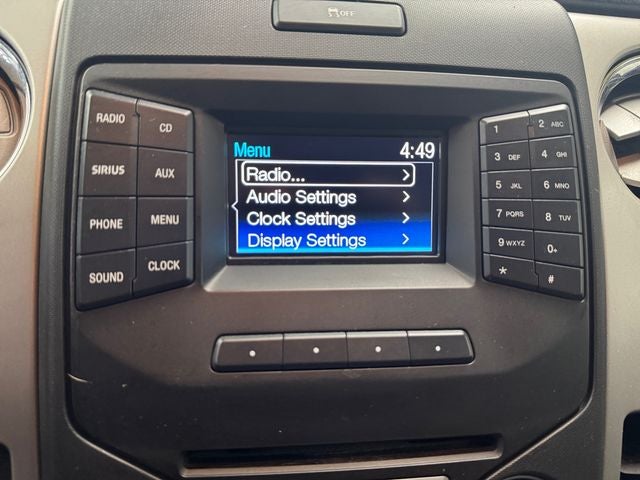 OFF
RADIO
CD
SIRIUS
AUX
PHONE
MENU
SOUND
CLOCK
Menu 4:49
Radio... >
Audio Settings >
Clock Settings >
Display Settings >
1
2 ABC
3 DEF
4 GHI
5 JKL
6 MNO
7 PQRS
8 TUV
9 WXYZ
0+
*
#